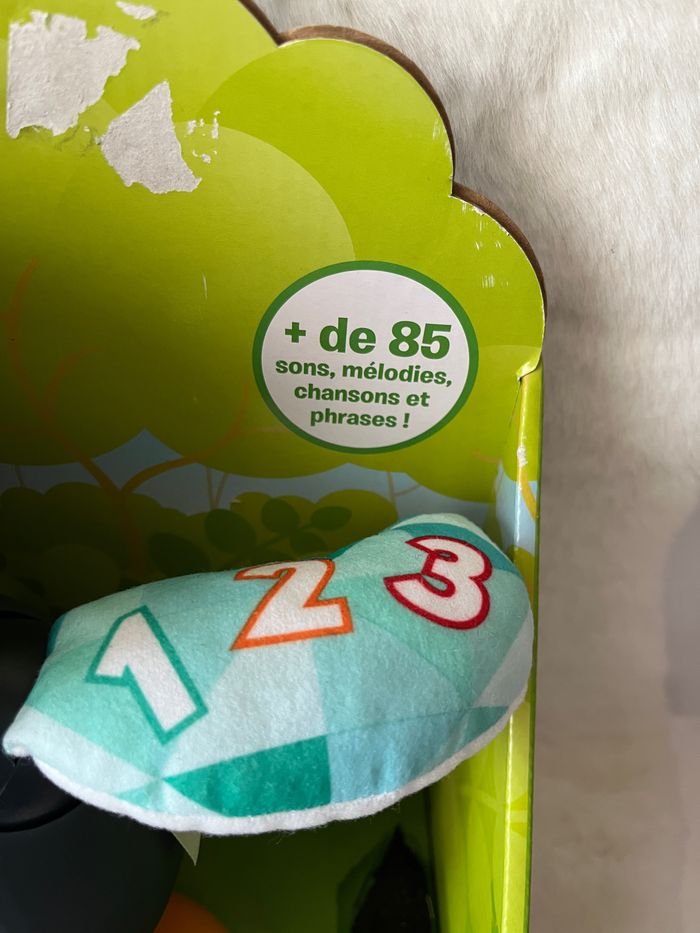 + de 85
sons, mélodies,
chansons et
phrases !
1 2 3